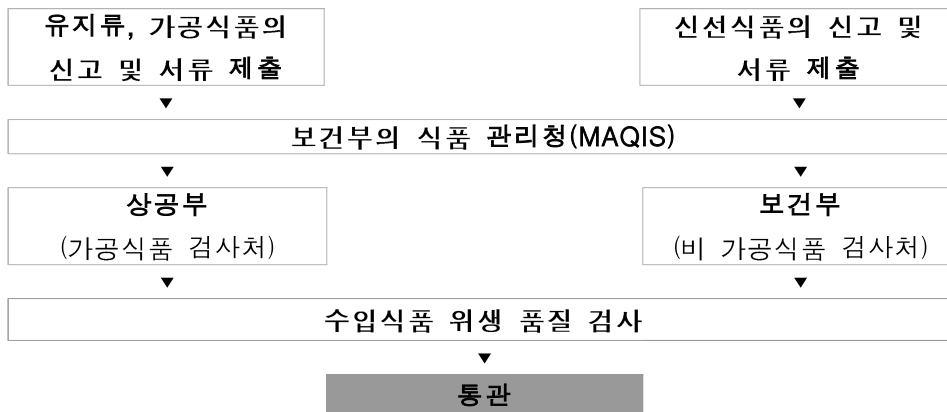 유지류, 가공식품의
신고 및 서류 제출
신선식품의 신고 및
서류 제출
보건부의 식품 관리청(MAQIS)
상공부
(가공식품 검사처)
보건부
(비 가공식품 검사처)
수입식품 위생 품질 검사
통관